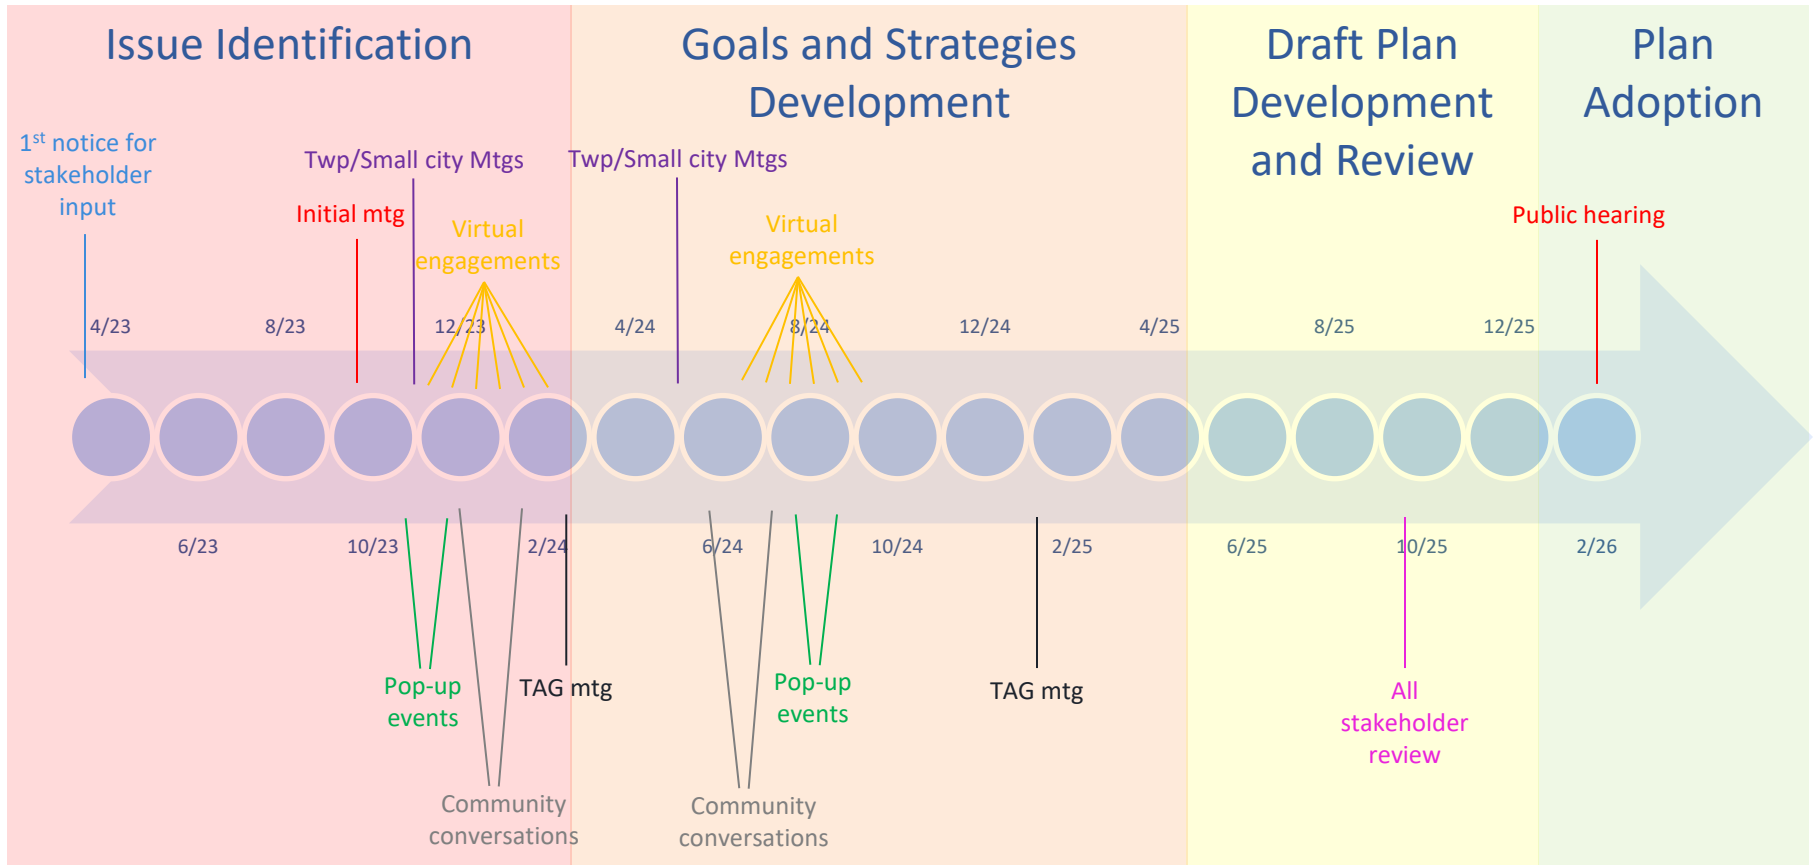 Issue Identification
Goals and Strategies
Development
Draft Plan
Development
and Review
Plan
Adoption
1st notice for
stakeholder
input
Twp/Small city Mtgs
Initial mtg
Virtual
engagements
Twp/Small city Mtgs
Virtual
engagements
Public hearing
4/23
8/23
12/23
4/24
8/24
12/24
4/25
8/25
12/25
6/23
10/23
2/24
6/24
10/24
2/25
6/25
10/25
2/26
Pop-up
events
TAG mtg
Community
conversations
Pop-up
events
Community
conversations
TAG mtg
All
stakeholder
review